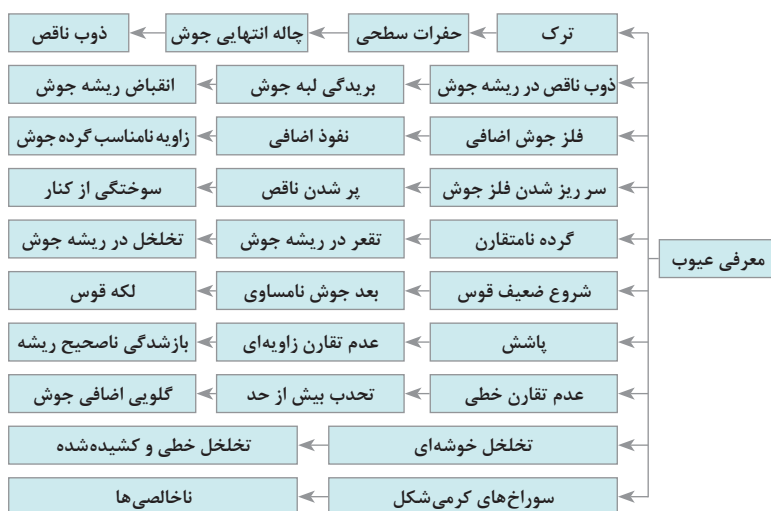 ترک حفرات سطحی چاله انتهایی جوش ذوب ناقص
ذوب ناقص در ریشه جوش بریدگی لبه جوش انقباض ریشه جوش
فلز جوش اضافی نفوذ اضافی زاویه نامناسب گرده جوش
سر ریز شدن فلز جوش پر شدن ناقص سوختگی از کنار
گرده نامتقارن تقعر در ریشه جوش تخلخل در ریشه جوش
معرفی عیوب
شروع ضعیف قوس بعد جوش نامساوی لکه قوس
پاشش عدم تقارن زاویه‌ای بازشدگی ناصحیح ریشه
عدم تقارن خطی تحدب بیش از حد گلویی اضافی جوش
تخلخل خوشه‌ای تخلخل خطی و کشیده‌شده
سوراخ‌های کرمی‌شکل ناخالصی‌ها